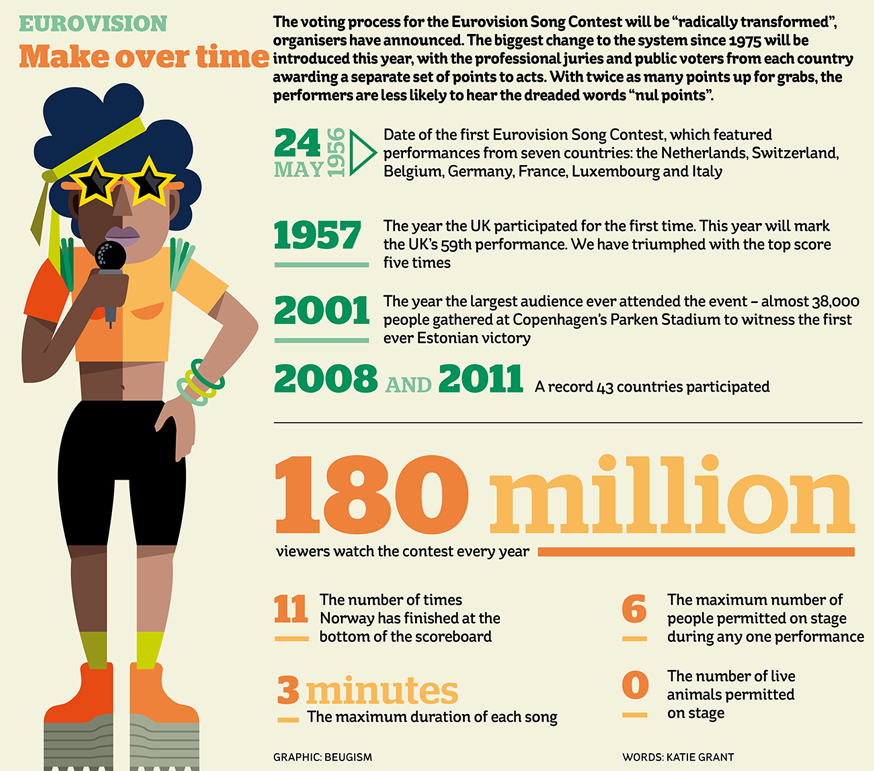 EUROVISION
Make over time
The voting process for the Eurovision Song Contest will be “radically transformed”,
organisers have announced. The biggest change to the system since 1975 will be
introduced this year, with the professional juries and public voters from each country
awarding a separate set of points to acts. With twice as many points up for grabs, the
performers are less likely to hear the dreaded words “nul points”.
24
MAY
1956
Date of the first Eurovision Song Contest, which featured
performances from seven countries: the Netherlands, Switzerland,
Belgium, Germany, France, Luxembourg and Italy
1957
The year the UK participated for the first time. This year will mark
the UK’s 59th performance. We have triumphed with the top score
five times
2001
The year the largest audience ever attended the event – almost 38,000
people gathered at Copenhagen’s Parken Stadium to witness the first
ever Estonian victory
2008 AND 2011 A record 43 countries participated
180 million
viewers watch the contest every year
11
The number of times
Norway has finished at the
bottom of the scoreboard
6
The maximum number of
people permitted on stage
during any one performance
3 minutes
The maximum duration of each song
0
The number of live
animals permitted
on stage
GRAPHIC: BEUGISM
WORDS: KATIE GRANT